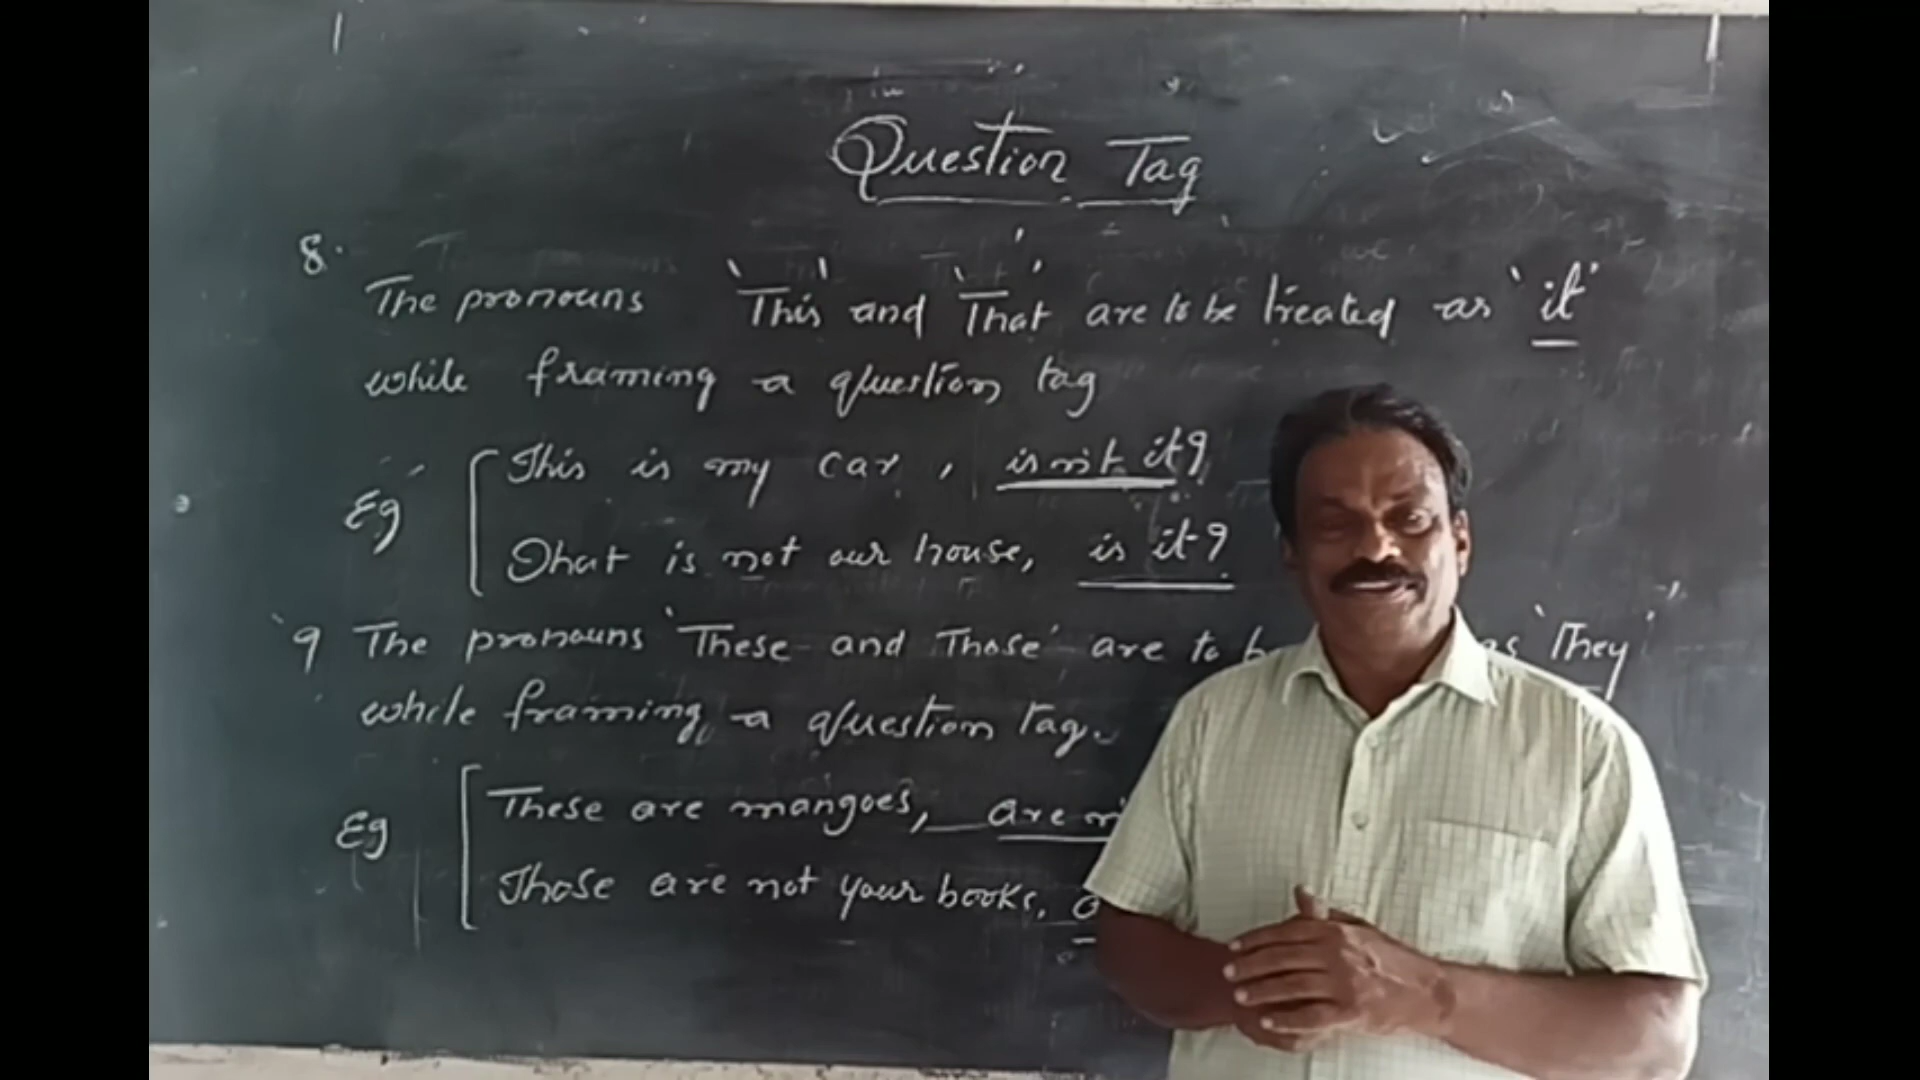 Question Tag
8. The pronouns 'This' and 'That' are to be treated as 'it'
while framing a question tag
Eg This is my car, isn't it?
That is not our house, is it?
9 The pronouns 'These and Those' are to b as 'They'
while framing a question tag.
Eg These are mangoes, are n'
Those are not your books,